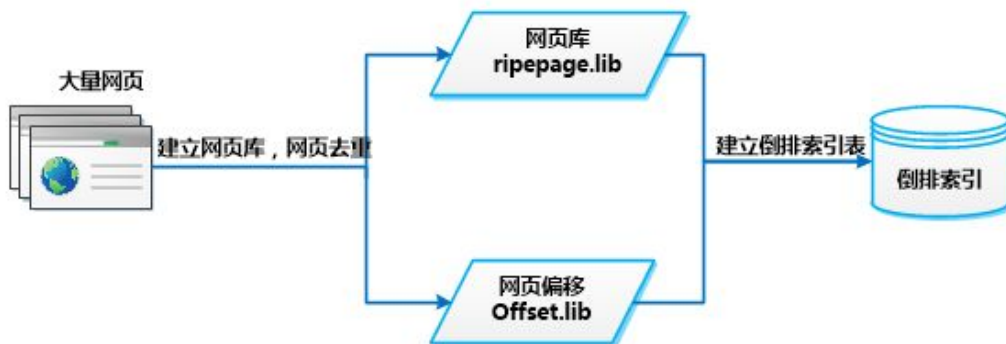 大量网页
建立网页库，网页去重
网页库
ripepage.lib
网页偏移
Offset.lib
建立倒排索引表
倒排索引